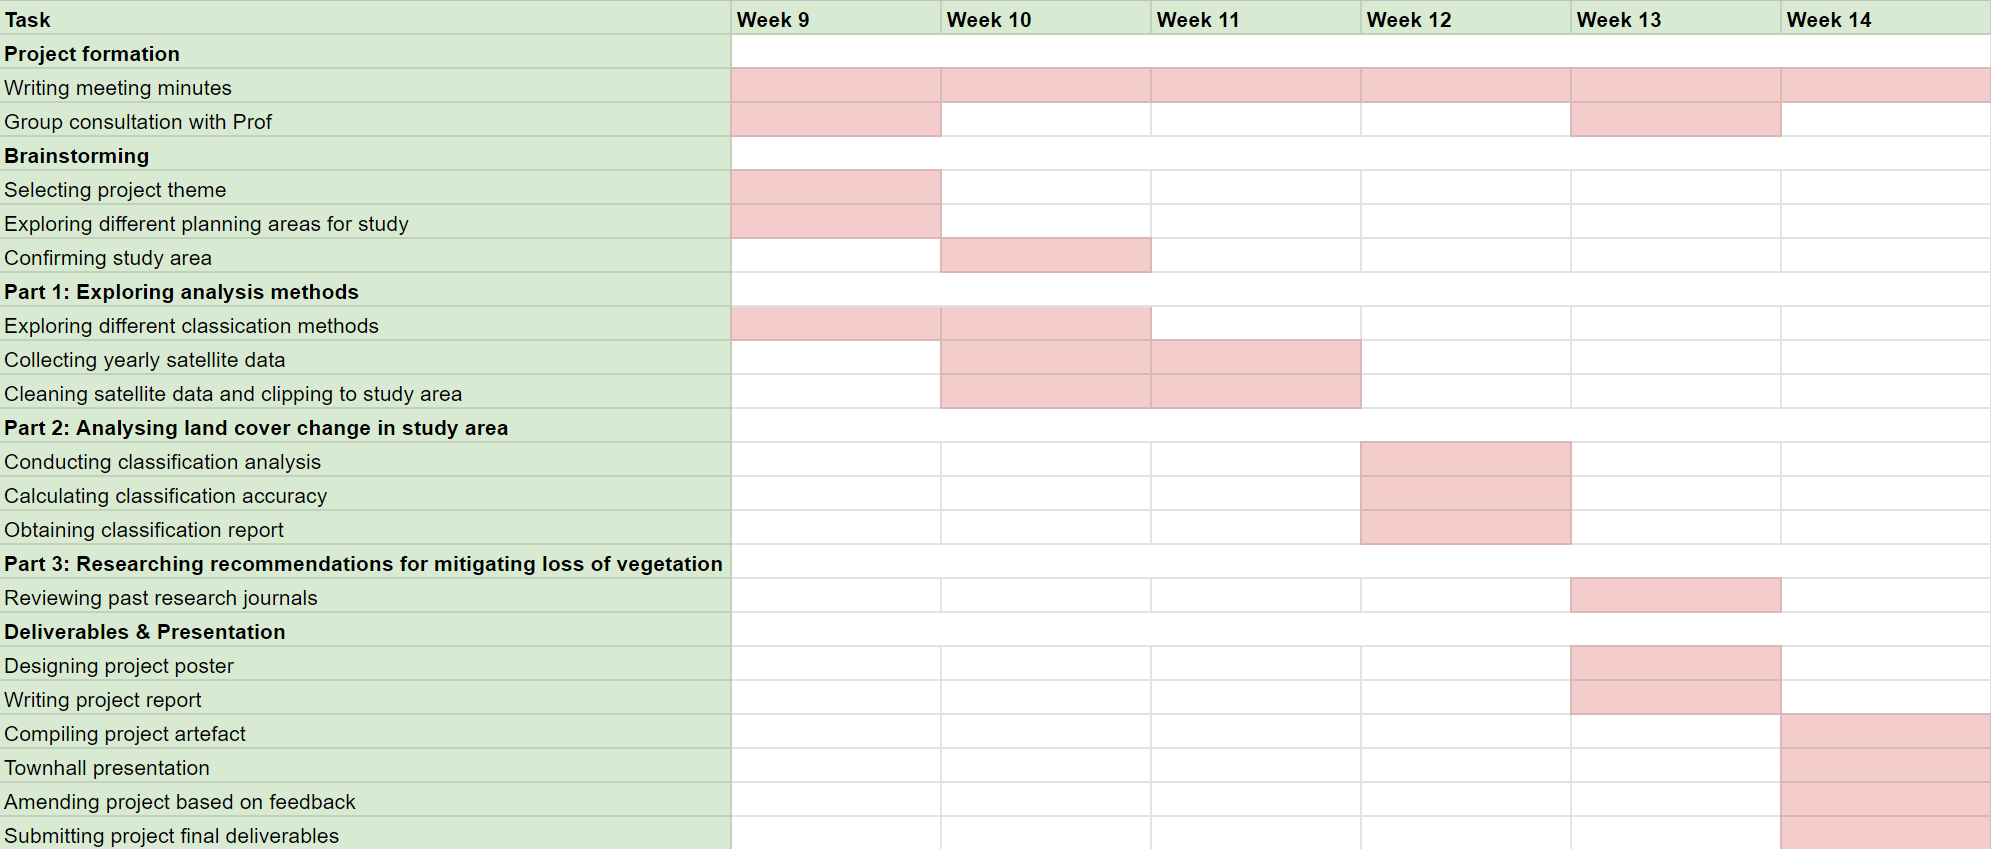 Task Week 9 Week 10 Week 11 Week 12 Week 13 Week 14
Project formation
Writing meeting minutes
Group consultation with Prof
Brainstorming
Selecting project theme
Exploring different planning areas for study
Confirming study area
Part 1: Exploring analysis methods
Exploring different classication methods
Collecting yearly satellite data
Cleaning satellite data and clipping to study area
Part 2: Analysing land cover change in study area
Conducting classification analysis
Calculating classification accuracy
Obtaining classification report
Part 3: Researching recommendations for mitigating loss of vegetation
Reviewing past research journals
Deliverables & Presentation
Designing project poster
Writing project report
Compiling project artefact
Townhall presentation
Amending project based on feedback
Submitting project final deliverables